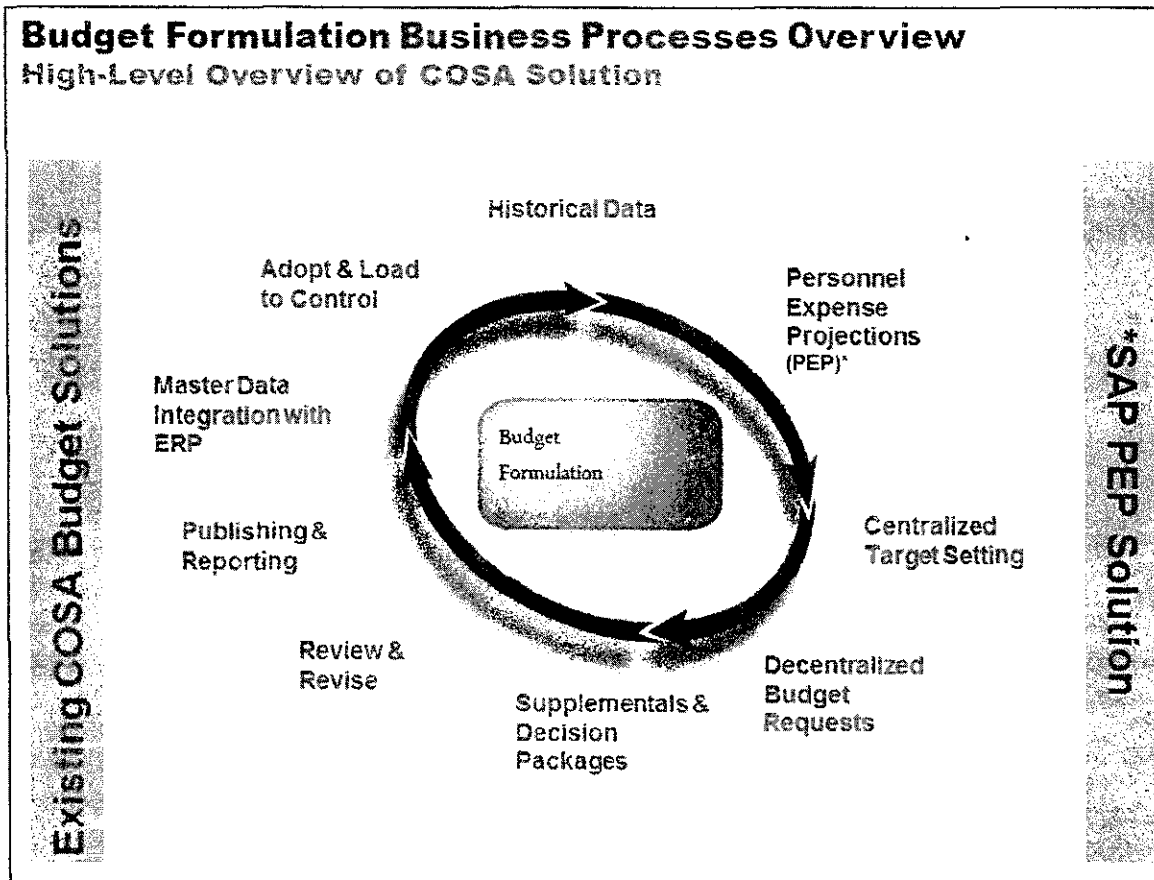 Budget Formulation Business Processes Overview
High-Level Overview of COSA Solution
Existing COSA Budget Solutions
Historical Data
Adopt & Load
to Control
Personnel
Expense
Projections
(PEP)*
Master Data
Integration with
ERP
Budget
Formulation
Centralized
Target Setting
Publishing &
Reporting
Review &
Revise
Supplementals &
Decision
Packages
Decentralized
Budget
Requests
*SAP PEP Solution